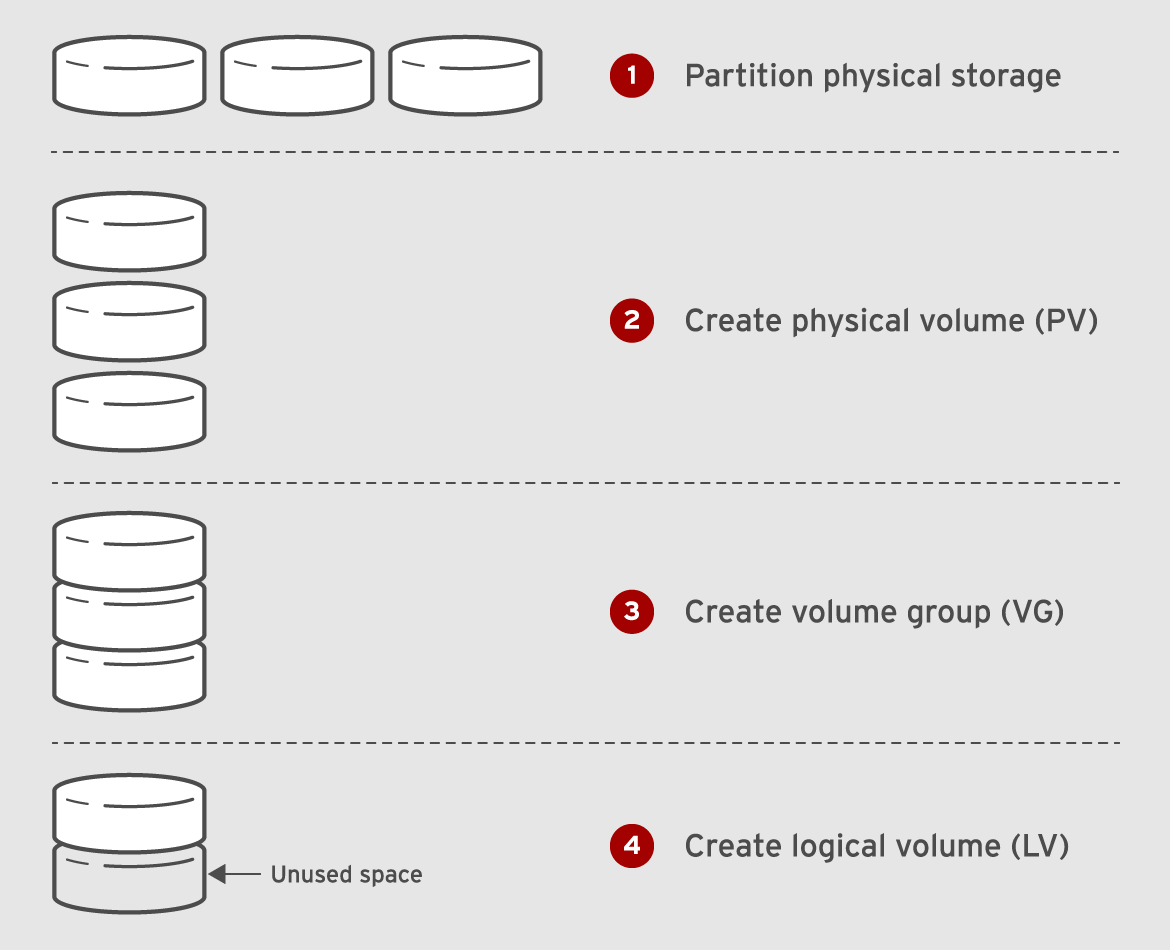 1 Partition physical storage
2 Create physical volume (PV)
3 Create volume group (VG)
4 Create logical volume (LV)
Unused space